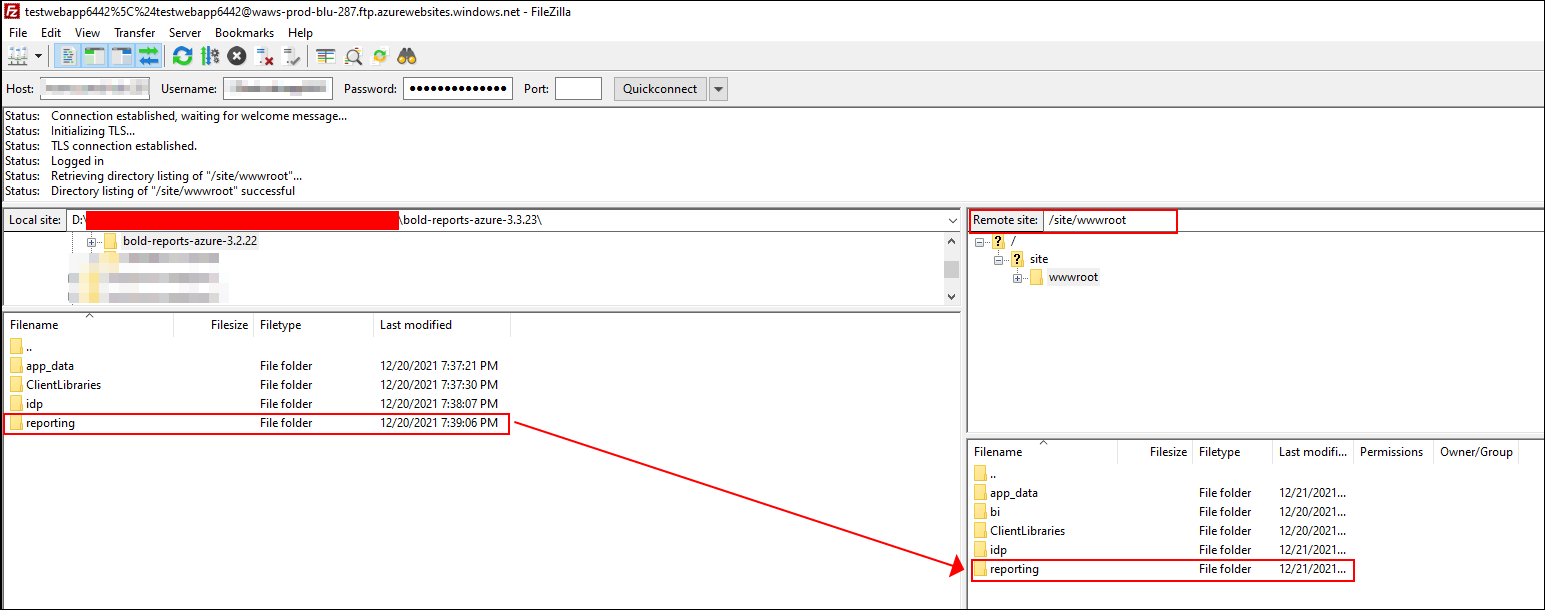 testwebapp6442%5C%24testwebapp6442@waws-prod-blu-287.ftp.azurewebsites.windows.net - FileZilla
File Edit View Transfer Server Bookmarks Help
Host: Username: Password: ●●●●●●●●●●●●●● Port: Quickconnect
Status: Connection established, waiting for welcome message...
Status: Initializing TLS...
Status: TLS connection established.
Status: Logged in
Status: Retrieving directory listing of "/site/wwwroot"...
Status: Directory listing of "/site/wwwroot" successful
Local site: D:\ \bold-reports-azure-3.3.23\
bold-reports-azure-3.2.22
Filename Filesize Filetype Last modified
..
app_data File folder 12/20/2021 7:37:21 PM
ClientLibraries File folder 12/20/2021 7:37:30 PM
idp File folder 12/20/2021 7:38:07 PM
reporting File folder 12/20/2021 7:39:06 PM
Remote site: /site/wwwroot
? /
? site
wwwroot
Filename Filesize Filetype Last modifi... Permissions Owner/Group
..
app_data File folder 12/21/2021...
bi File folder 12/20/2021...
ClientLibraries File folder 12/20/2021...
idp File folder 12/21/2021...
reporting File folder 12/21/2021...